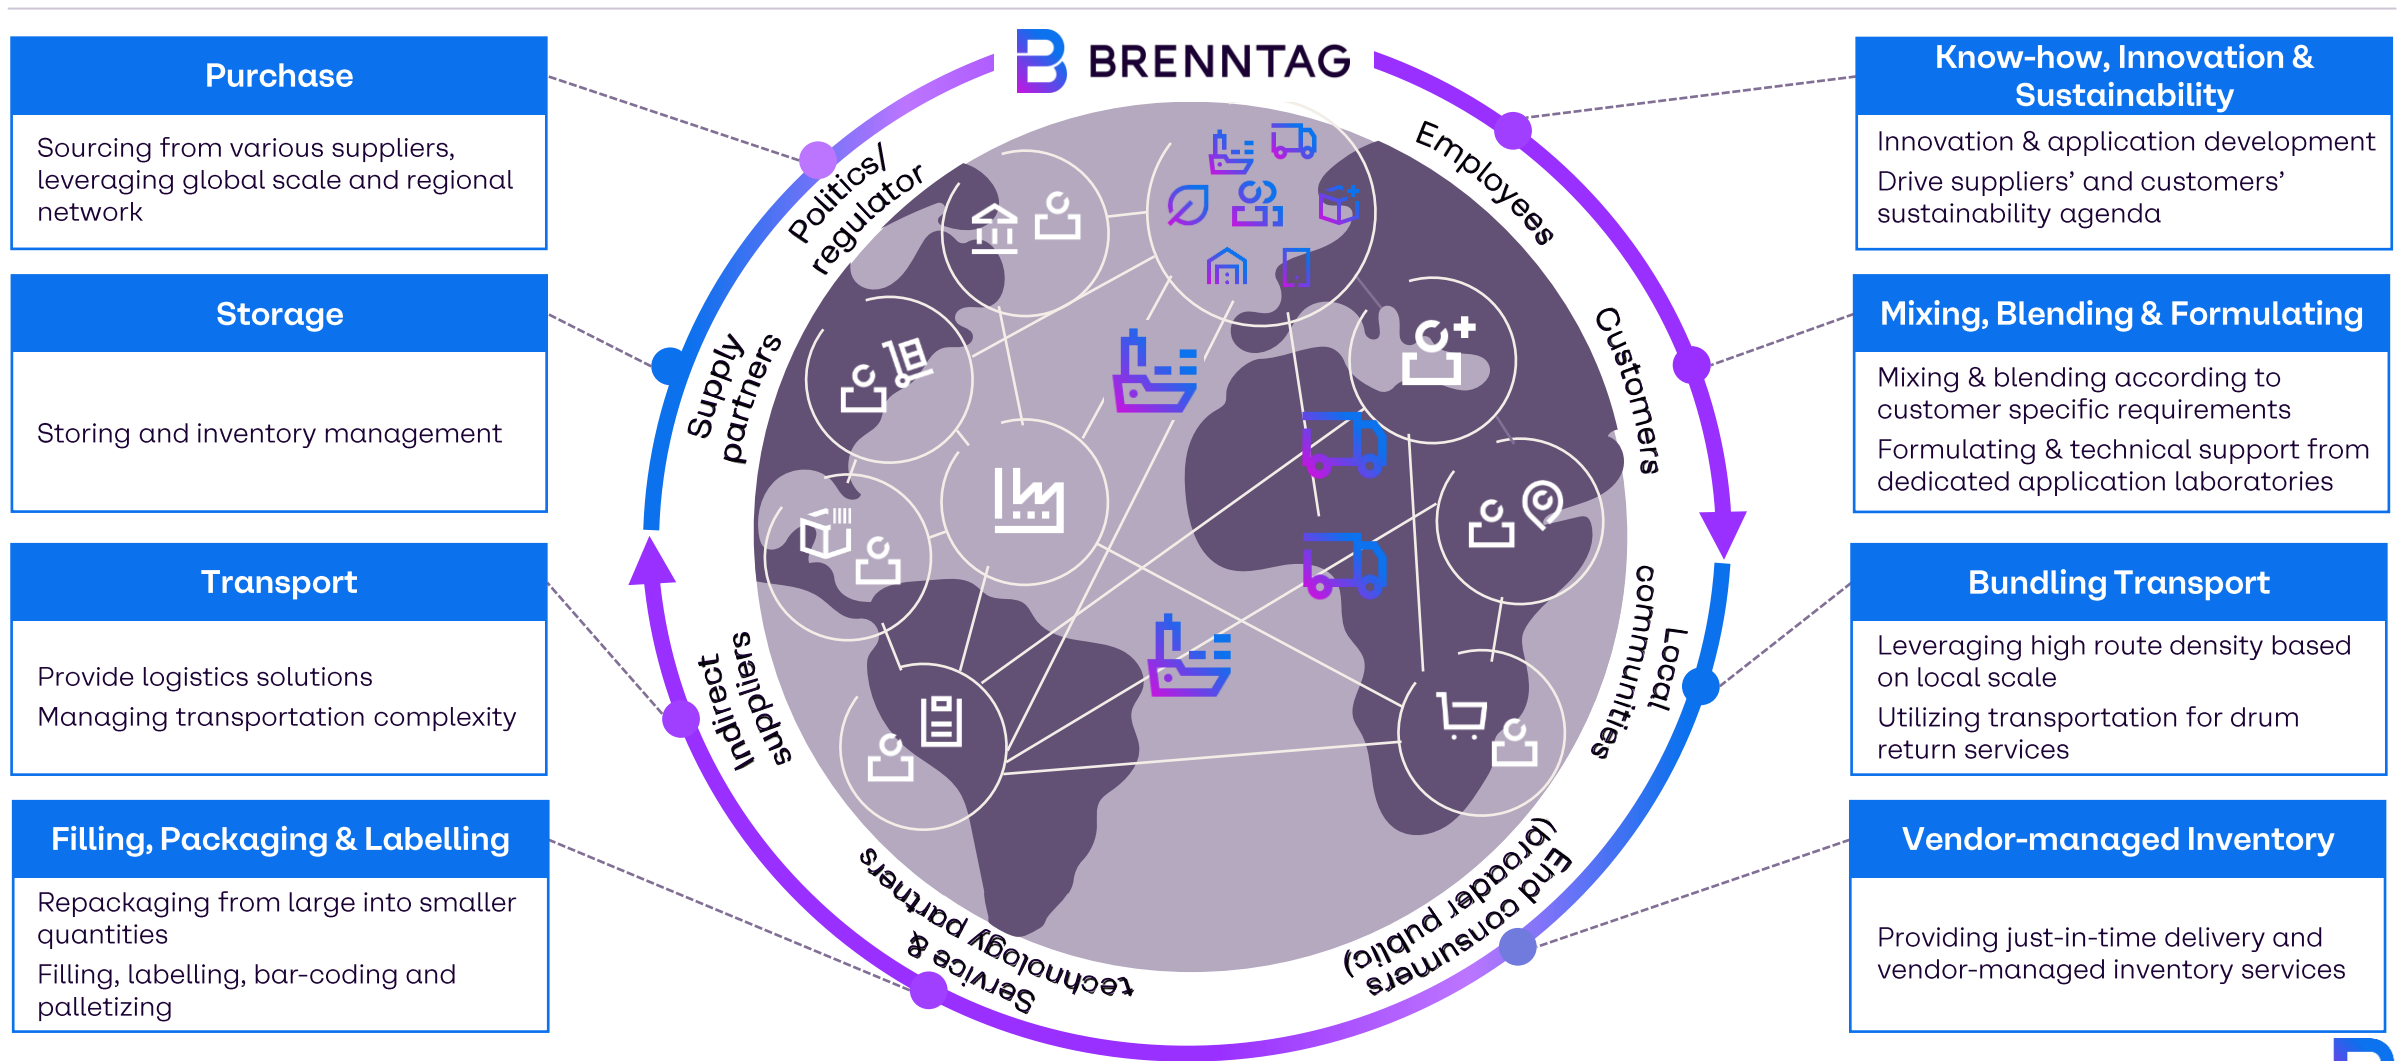 BRENNTAG
Purchase
Sourcing from various suppliers,
leveraging global scale and regional
network
Storage
Storing and inventory management
Transport
Provide logistics solutions
Managing transportation complexity
Filling, Packaging & Labelling
Repackaging from large into smaller
quantities
Filling, labelling, bar-coding and
palletizing
Politics/
regulator
Supply
partners
Indirect
suppliers
Service &
technology partners
Employees
Customers
Local
communities
End consumers
(broader public)
Know-how, Innovation &
Sustainability
Innovation & application development
Drive suppliers’ and customers’
sustainability agenda
Mixing, Blending & Formulating
Mixing & blending according to
customer specific requirements
Formulating & technical support from
dedicated application laboratories
Bundling Transport
Leveraging high route density based
on local scale
Utilizing transportation for drum
return services
Vendor-managed Inventory
Providing just-in-time delivery and
vendor-managed inventory services